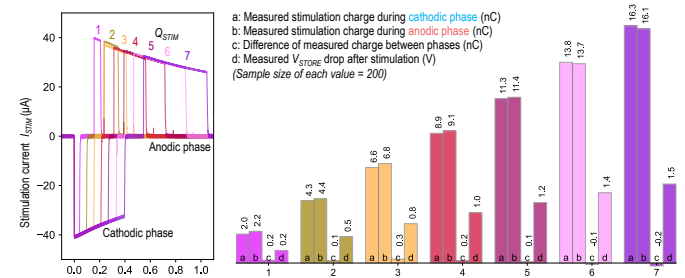 Stimulation current I_STIM (μA)
40
20
0
−20
−40
0.0 0.2 0.4 0.6 0.8 1.0
1 2 3 4 5 6 7
Q_STIM
Anodic phase
Cathodic phase
a: Measured stimulation charge during cathodic phase (nC)
b: Measured stimulation charge during anodic phase (nC)
c: Difference of measured charge between phases (nC)
d: Measured V_STORE drop after stimulation (V)
(Sample size of each value = 200)
2.0 2.2 0.2 0.2
4.3 4.4 0.1 0.5
6.6 6.8 0.3 0.8
8.9 9.1 0.2 1.0
11.3 11.4 0.1 1.2
13.8 13.7 -0.1 1.4
16.3 16.1 -0.2 1.5
a b c d a b c d a b c d a b c d a b c d a b c d a b c d
1 2 3 4 5 6 7